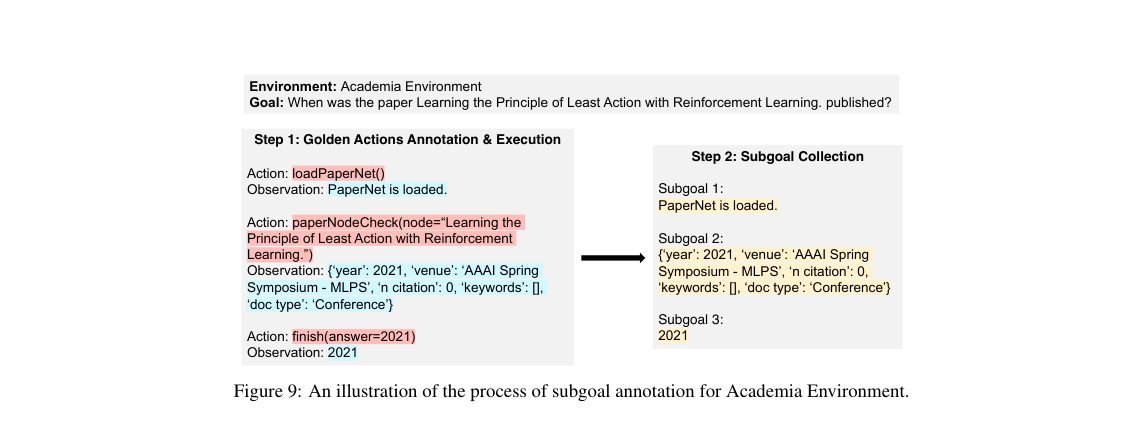 Environment: Academia Environment
Goal: When was the paper Learning the Principle of Least Action with Reinforcement Learning. published?
Step 1: Golden Actions Annotation & Execution
Action: loadPaperNet()
Observation: PaperNet is loaded.
Action: paperNodeCheck(node=“Learning the
Principle of Least Action with Reinforcement
Learning.”)
Observation: {‘year’: 2021, ‘venue’: ‘AAAI Spring
Symposium - MLPS’, ‘n citation’: 0, ‘keywords’: [],
‘doc type’: ‘Conference’}
Action: finish(answer=2021)
Observation: 2021
Step 2: Subgoal Collection
Subgoal 1:
PaperNet is loaded.
Subgoal 2:
{‘year’: 2021, ‘venue’: ‘AAAI Spring
Symposium - MLPS’, ‘n citation’: 0,
‘keywords’: [], ‘doc type’: ‘Conference’}
Subgoal 3:
2021
Figure 9: An illustration of the process of subgoal annotation for Academia Environment.